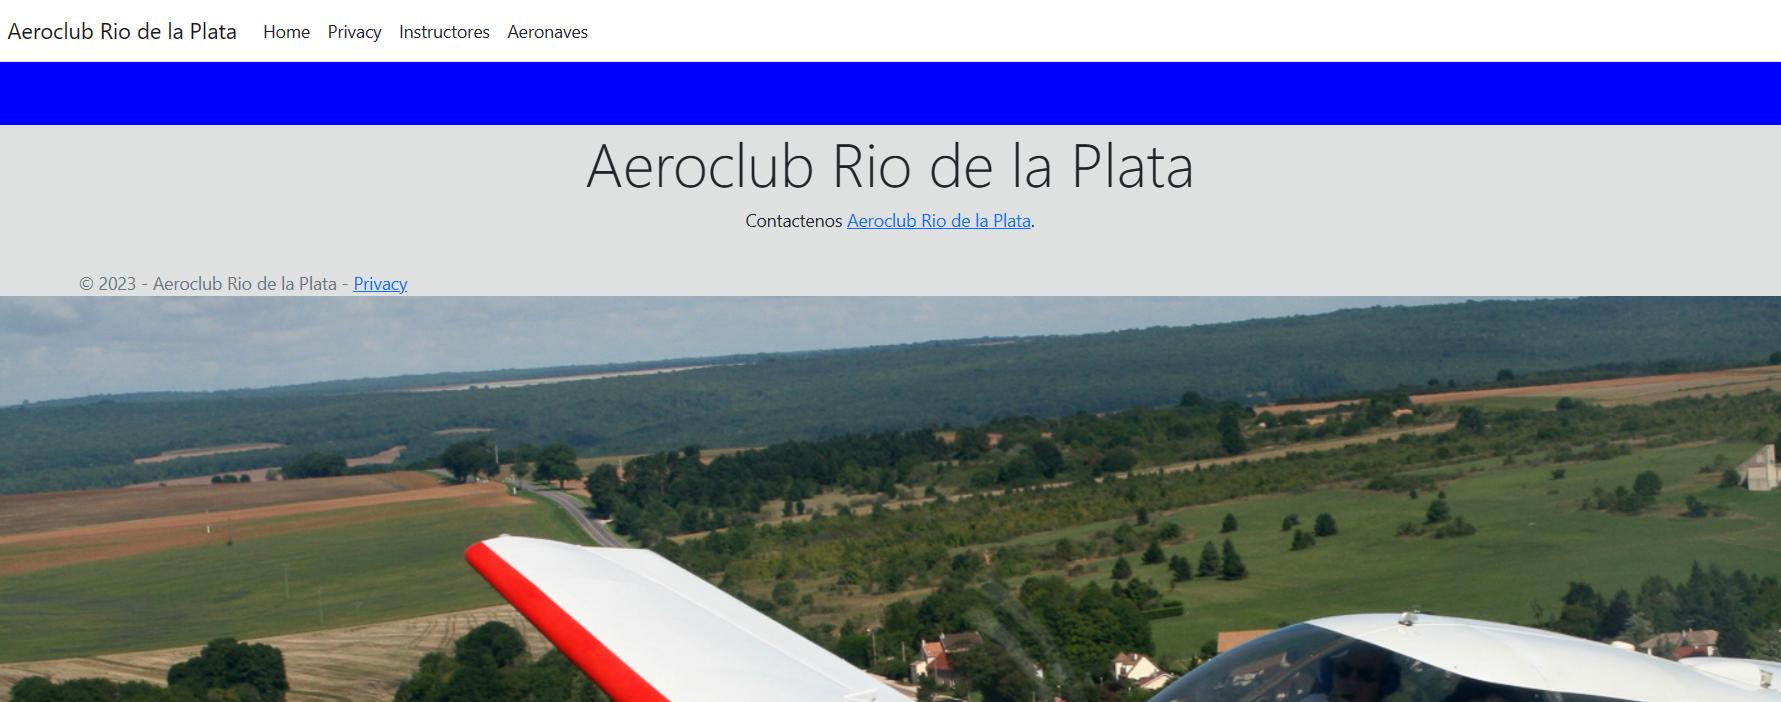 Aeroclub Rio de la Plata Home Privacy Instructores Aeronaves
Aeroclub Rio de la Plata
Contactenos Aeroclub Rio de la Plata.
© 2023 - Aeroclub Rio de la Plata - Privacy